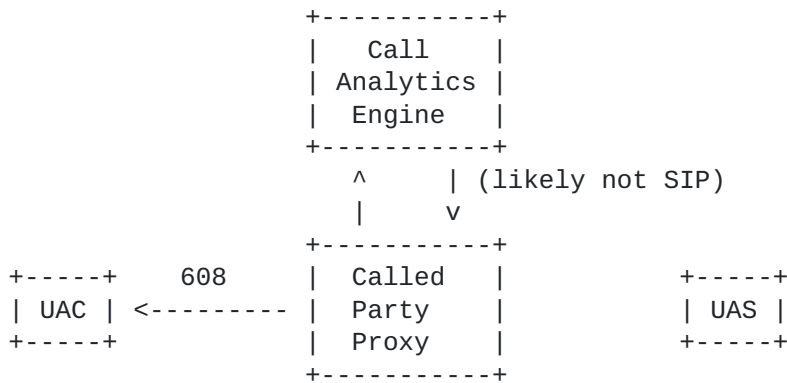 Call
Analytics
Engine
(likely not SIP)
608 Called
UAC Party UAS
Proxy